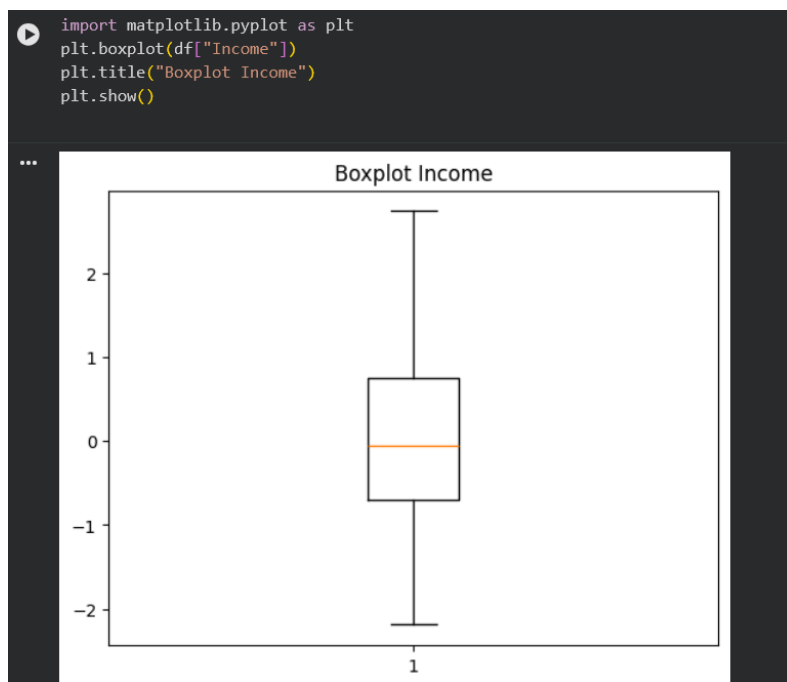 import matplotlib.pyplot as plt
plt.boxplot(df["Income"])
plt.title("Boxplot Income")
plt.show()
Boxplot Income
2
1
0
−1
−2
1